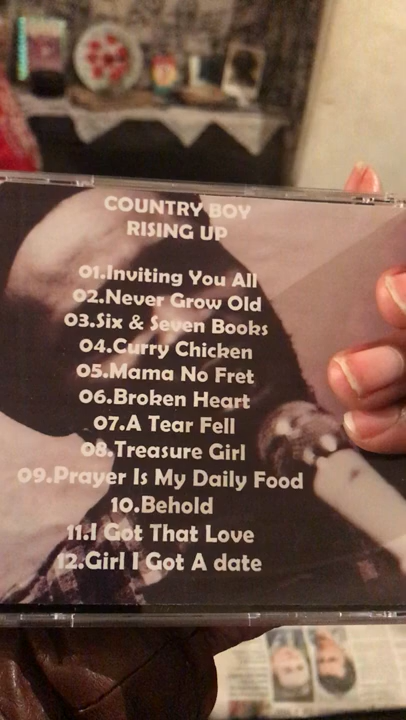 COUNTRY BOY
RISING UP
01.Inviting You All
02.Never Grow Old
03.Six & Seven Books
04.Curry Chicken
05.Mama No Fret
06.Broken Heart
07.A Tear Fell
08.Treasure Girl
09.Prayer Is My Daily Food
10.Behold
11.I Got That Love
12.Girl I Got A date